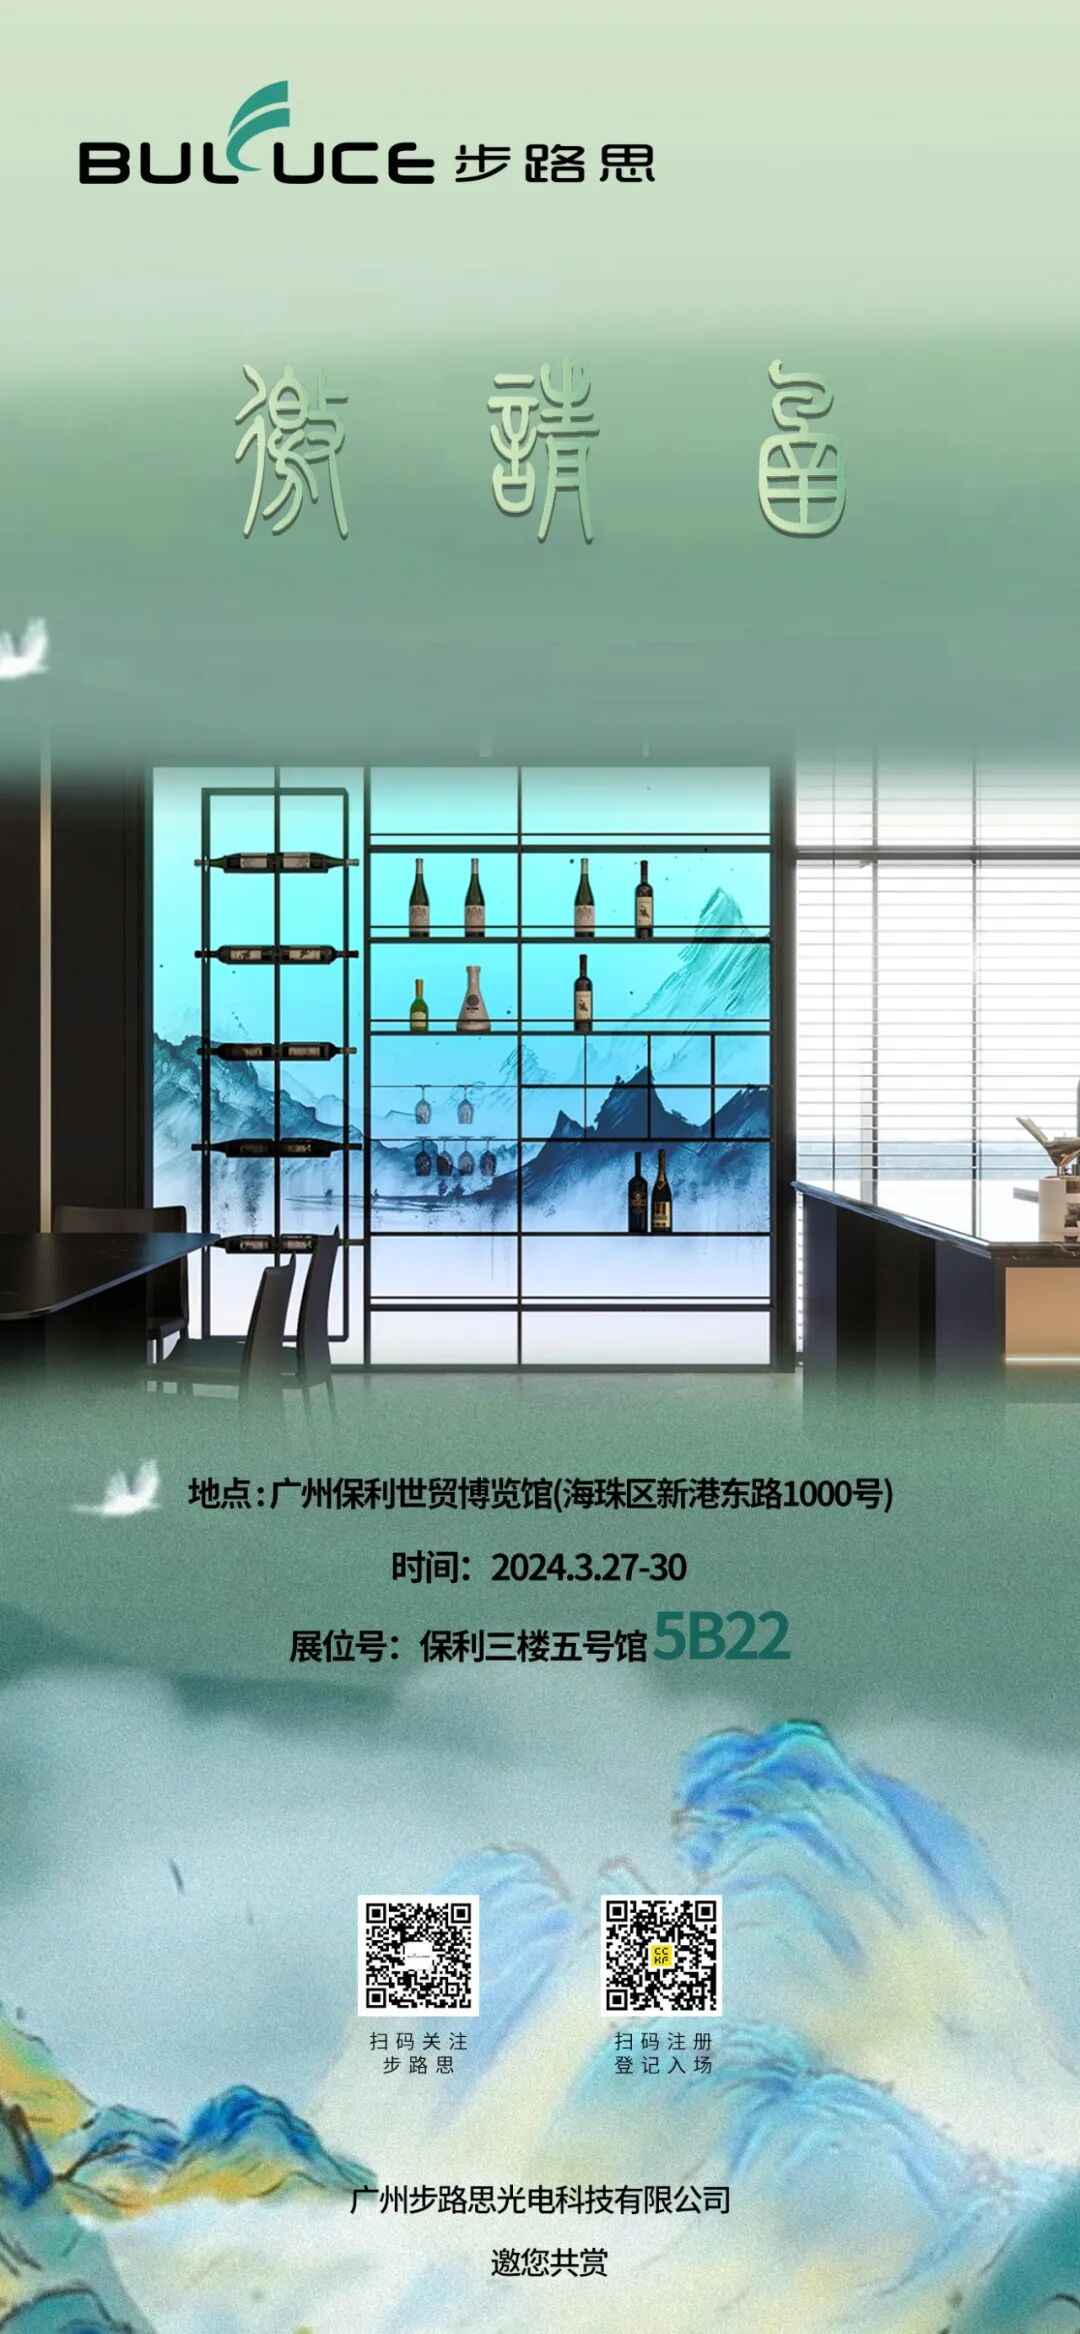 BULUCE 步路思
邀請函
地点:广州保利世贸博览馆(海珠区新港东路1000号)
时间：2024.3.27-30
展位号：保利三楼五号馆 5B22
扫码关注
步路思
扫码注册
登记入场
广州步路思光电科技有限公司
邀您共赏